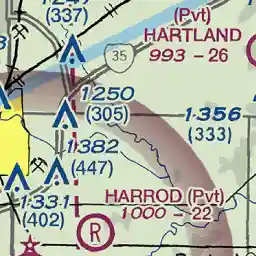 (337)
35
(Pvt)
HARTLAND
993 - 26
1250
(305)
1356
(333)
1382
(447)
1331
(402)
HARROD (Pvt)
1000 - 22
R